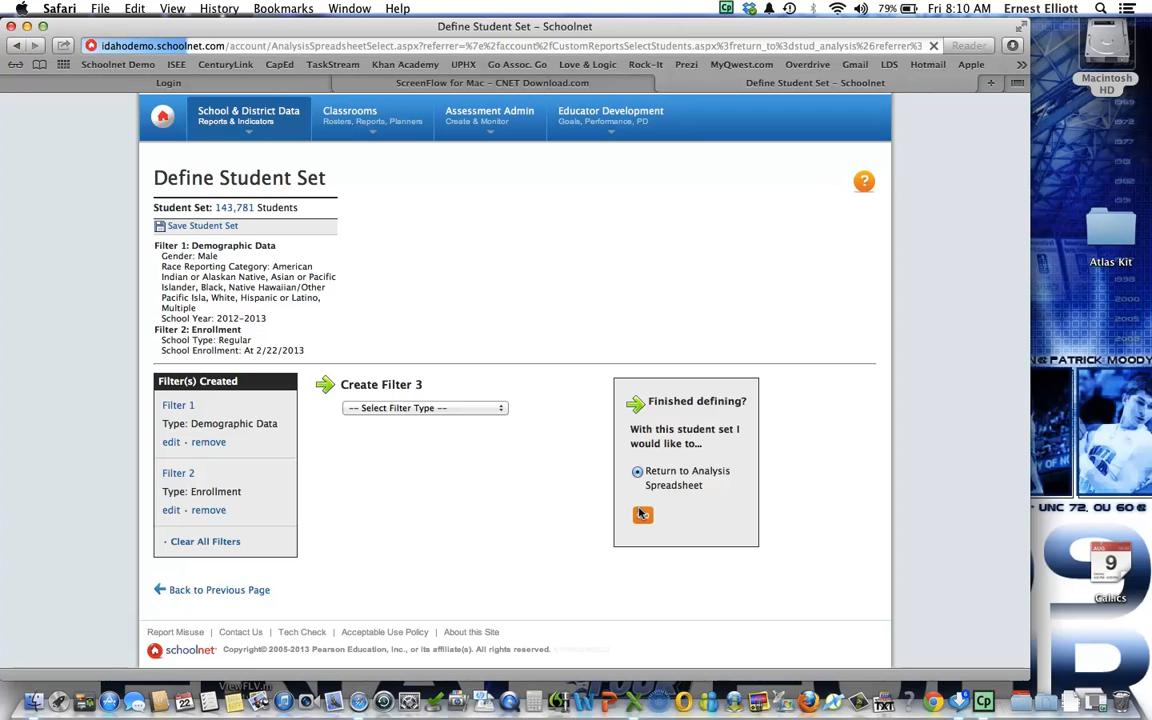 Safari File Edit View History Bookmarks Window Help 79% Fri 8:10 AM Ernest Elliott
Define Student Set – Schoolnet
idahodemo.schoolnet.com/account/AnalysisSpreadsheetSelect.aspx?referrer=%7e%2faccount%2fCustomReportsSelectStudents.aspx%3freturn_to%3dstud_analysis%26referrer%3 Reader
Schoolnet Demo ISEE CenturyLink CapEd TaskStream Khan Academy UPHX Go Assoc. Go Love & Logic Rock-It Prezi MyQwest.com Overdrive Gmail LDS Hotmail Apple
Login ScreenFlow for Mac – CNET Download.com Define Student Set – Schoolnet
Macintosh HD
School & District Data Classrooms Assessment Admin Educator Development
Reports & Indicators Rosters, Reports, Planners Create & Monitor Goals, Performance, PD
Define Student Set
?
Student Set: 143,781 Students
Save Student Set
Filter 1: Demographic Data
Gender: Male
Race Reporting Category: American
Indian or Alaskan Native, Asian or Pacific
Islander, Black, Native Hawaiian/Other
Pacific Isla, White, Hispanic or Latino,
Multiple
School Year: 2012-2013
Filter 2: Enrollment
School Type: Regular
School Enrollment: At 2/22/2013
Atlas Kit
@ PATRICK MOODY
Filter(s) Created
Filter 1
Type: Demographic Data
edit · remove
Filter 2
Type: Enrollment
edit · remove
· Clear All Filters
Create Filter 3
-- Select Filter Type --
Finished defining?
With this student set I
would like to...
Return to Analysis
Spreadsheet
UNC 72, OU 60
AUG
9
Cal.ics
Back to Previous Page
Report Misuse | Contact Us | Tech Check | Acceptable Use Policy | About this Site
schoolnet Copyright© 2005-2013 Pearson Education, Inc., or its affiliate(s). All rights reserved.
ViewFLV.m
22
TXT
Cp